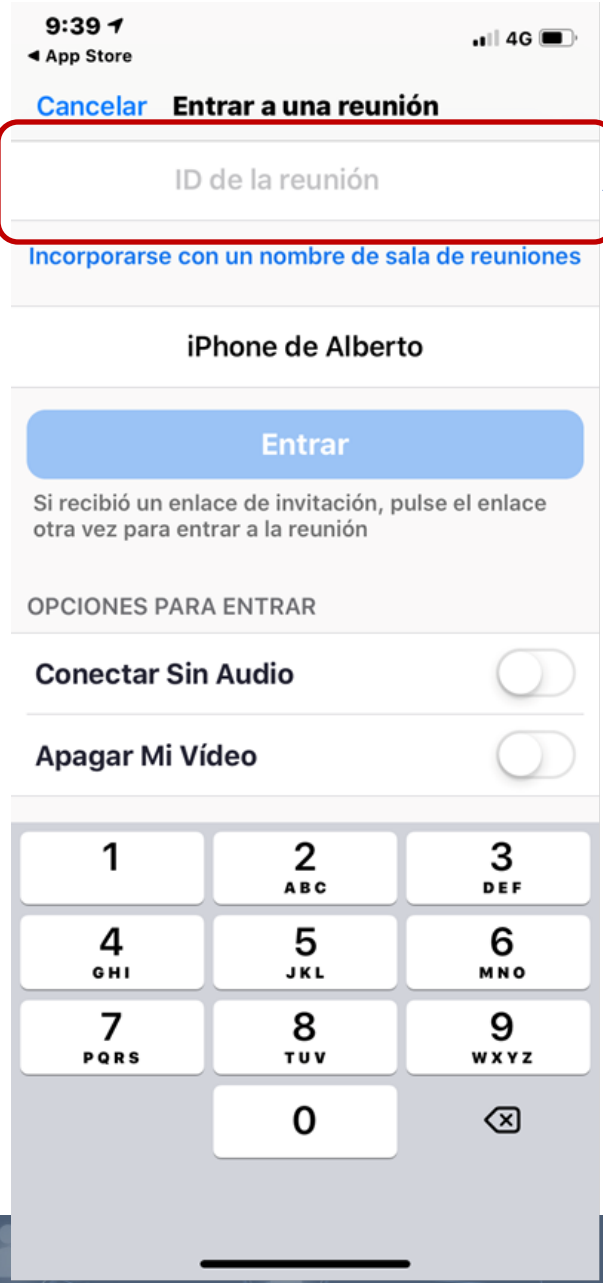 9:39
4G
App Store
Cancelar Entrar a una reunión
ID de la reunión
Incorporarse con un nombre de sala de reuniones
iPhone de Alberto
Entrar
Si recibió un enlace de invitación, pulse el enlace
otra vez para entrar a la reunión
OPCIONES PARA ENTRAR
Conectar Sin Audio
Apagar Mi Vídeo
1 2 3
ABC DEF
4 5 6
GHI JKL MNO
7 8 9
PQRS TUV WXYZ
0